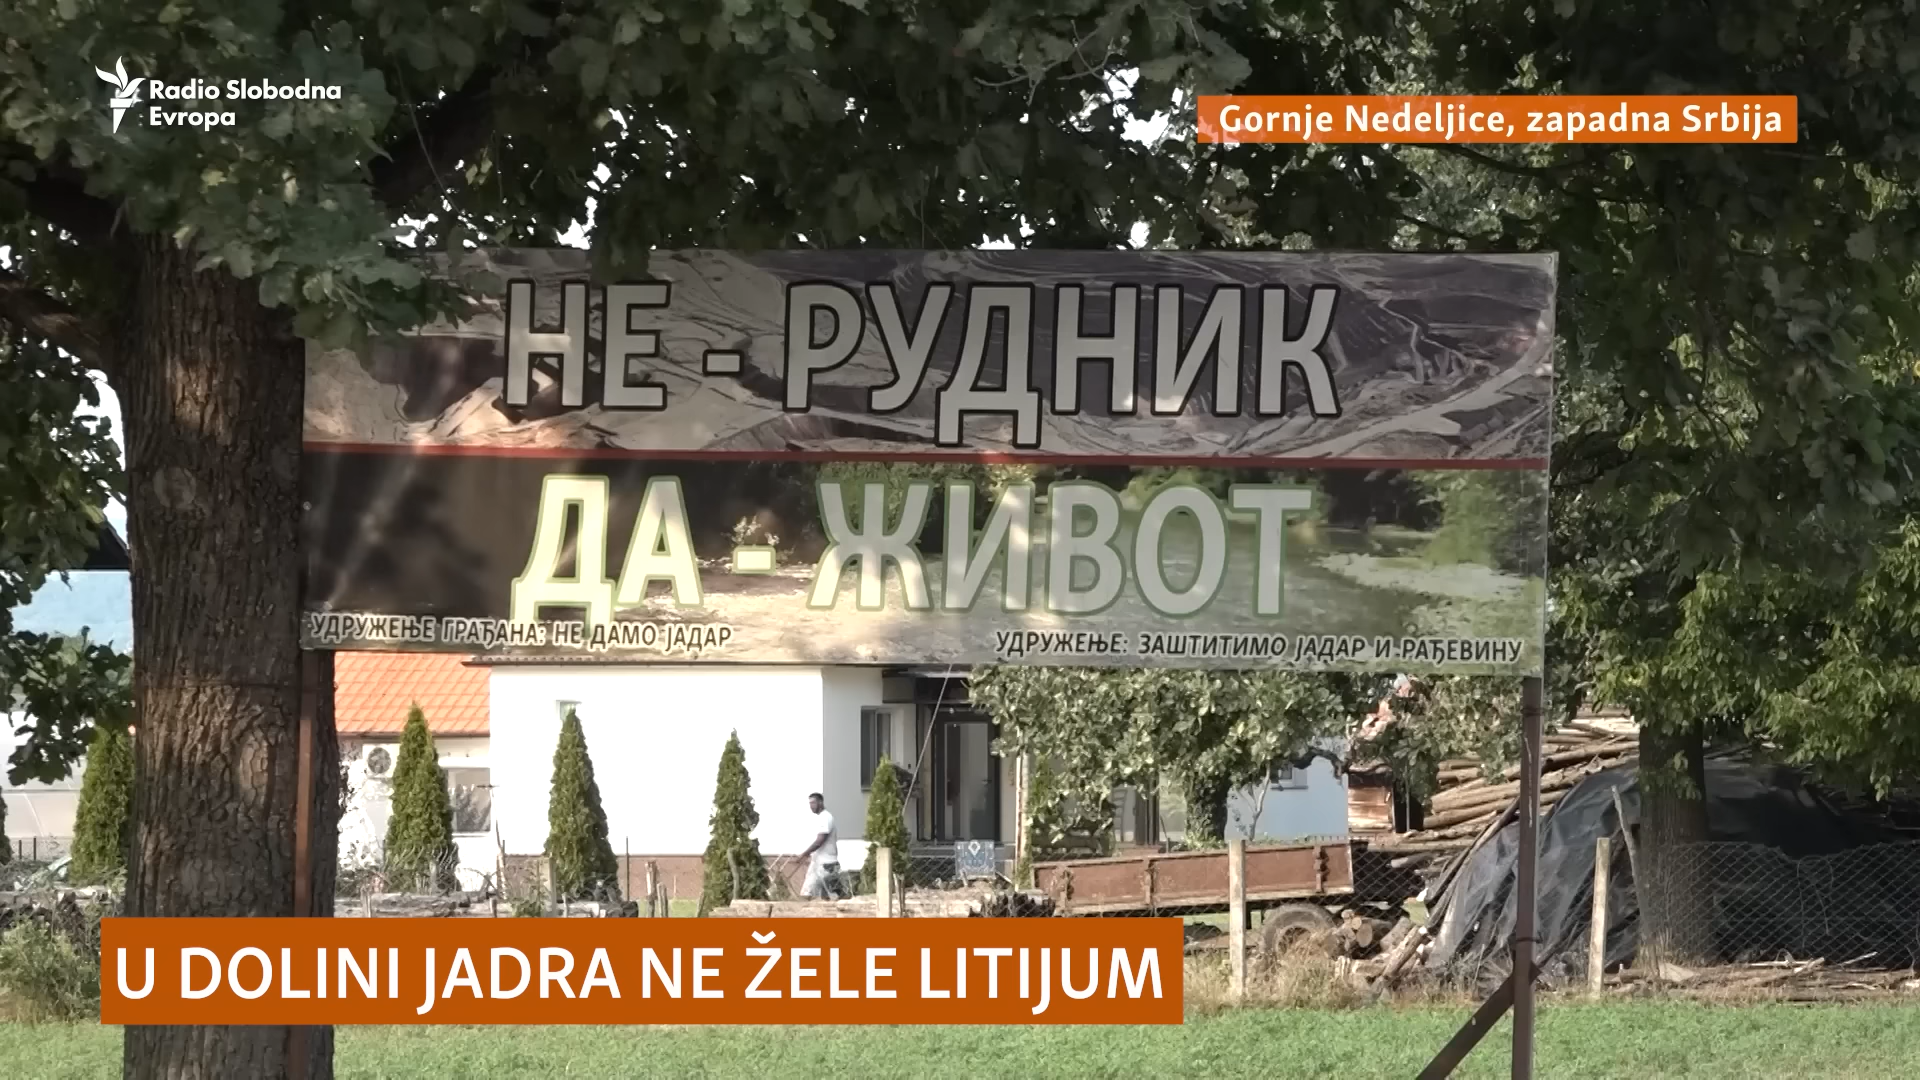 Radio Slobodna
Evropa
Gornje Nedeljice, zapadna Srbija
НЕ - РУДНИК
ДА - ЖИВОТ
УДРУЖЕЊЕ ГРАЂАНА: НЕ ДАМО ЈАДАР
УДРУЖЕЊЕ: ЗАШТИТИМО ЈАДАР И РАЂЕВИНУ
U DOLINI JADRA NE ŽELE LITIJUM